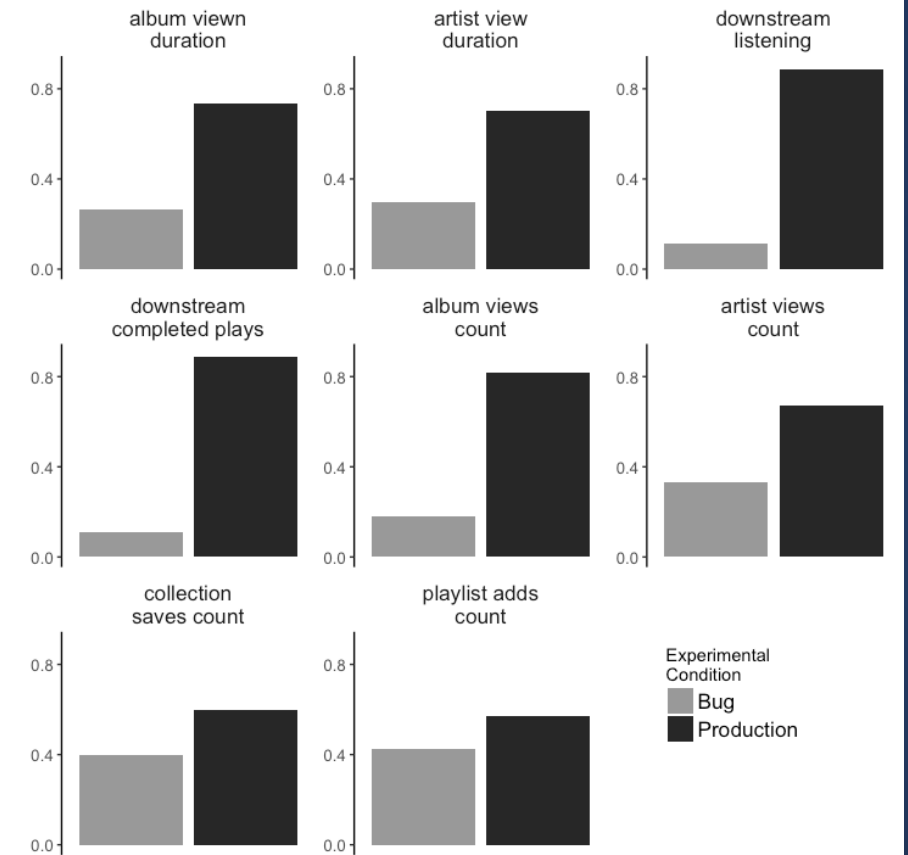 album viewn
duration
artist view
duration
downstream
listening
0.8
0.4
0.0
0.8
0.4
0.0
0.8
0.4
0.0
downstream
completed plays
album views
count
artist views
count
0.8
0.4
0.0
0.8
0.4
0.0
0.8
0.4
0.0
collection
saves count
playlist adds
count
0.8
0.4
0.0
0.8
0.4
0.0
Experimental
Condition
Bug
Production